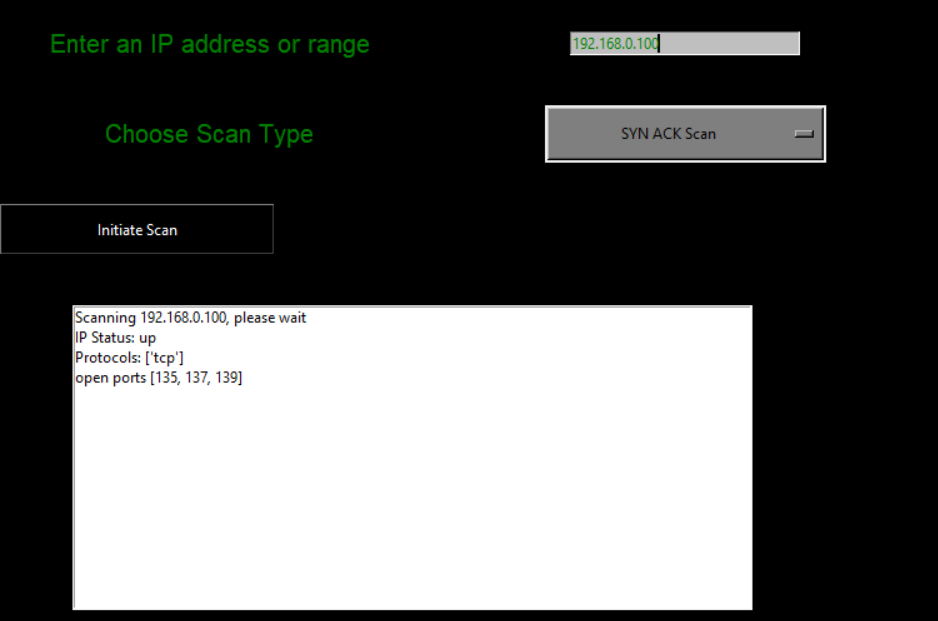 Enter an IP address or range
192.168.0.100
Choose Scan Type
SYN ACK Scan
Initiate Scan
Scanning 192.168.0.100, please wait
IP Status: up
Protocols: ['tcp']
open ports [135, 137, 139]